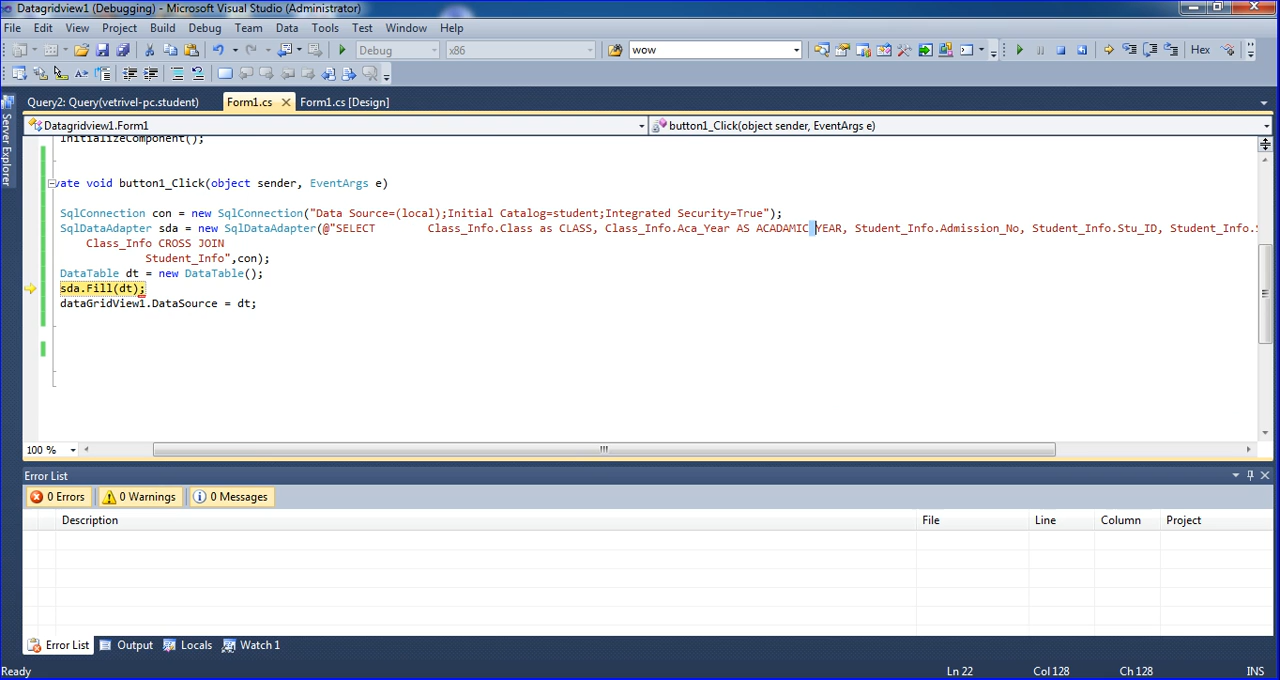 Datagridview1 (Debugging) - Microsoft Visual Studio (Administrator)
File Edit View Project Build Debug Team Data Tools Test Window Help
Debug x86 wow Hex
Query2: Query(vetrivel-pc.student) Form1.cs Form1.cs [Design]
Server Explorer
Datagridview1.Form1 button1_Click(object sender, EventArgs e)
InitializeComponent();
vate void button1_Click(object sender, EventArgs e)
SqlConnection con = new SqlConnection("Data Source=(local);Initial Catalog=student;Integrated Security=True");
SqlDataAdapter sda = new SqlDataAdapter(@"SELECT Class_Info.Class as CLASS, Class_Info.Aca_Year AS ACADAMIC YEAR, Student_Info.Admission_No, Student_Info.Stu_ID, Student_Info.S
Class_Info CROSS JOIN
Student_Info",con);
DataTable dt = new DataTable();
sda.Fill(dt);
dataGridView1.DataSource = dt;
100 %
Error List
0 Errors 0 Warnings 0 Messages
Description File Line Column Project
Error List Output Locals Watch 1
Ready Ln 22 Col 128 Ch 128 INS